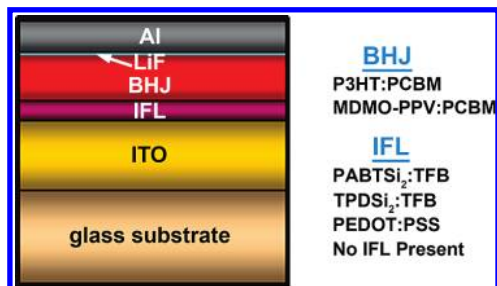 Al
LiF
BHJ
IFL
ITO
glass substrate
BHJ
P3HT:PCBM
MDMO-PPV:PCBM
IFL
PABTSi₂:TFB
TPDSi₂:TFB
PEDOT:PSS
No IFL Present